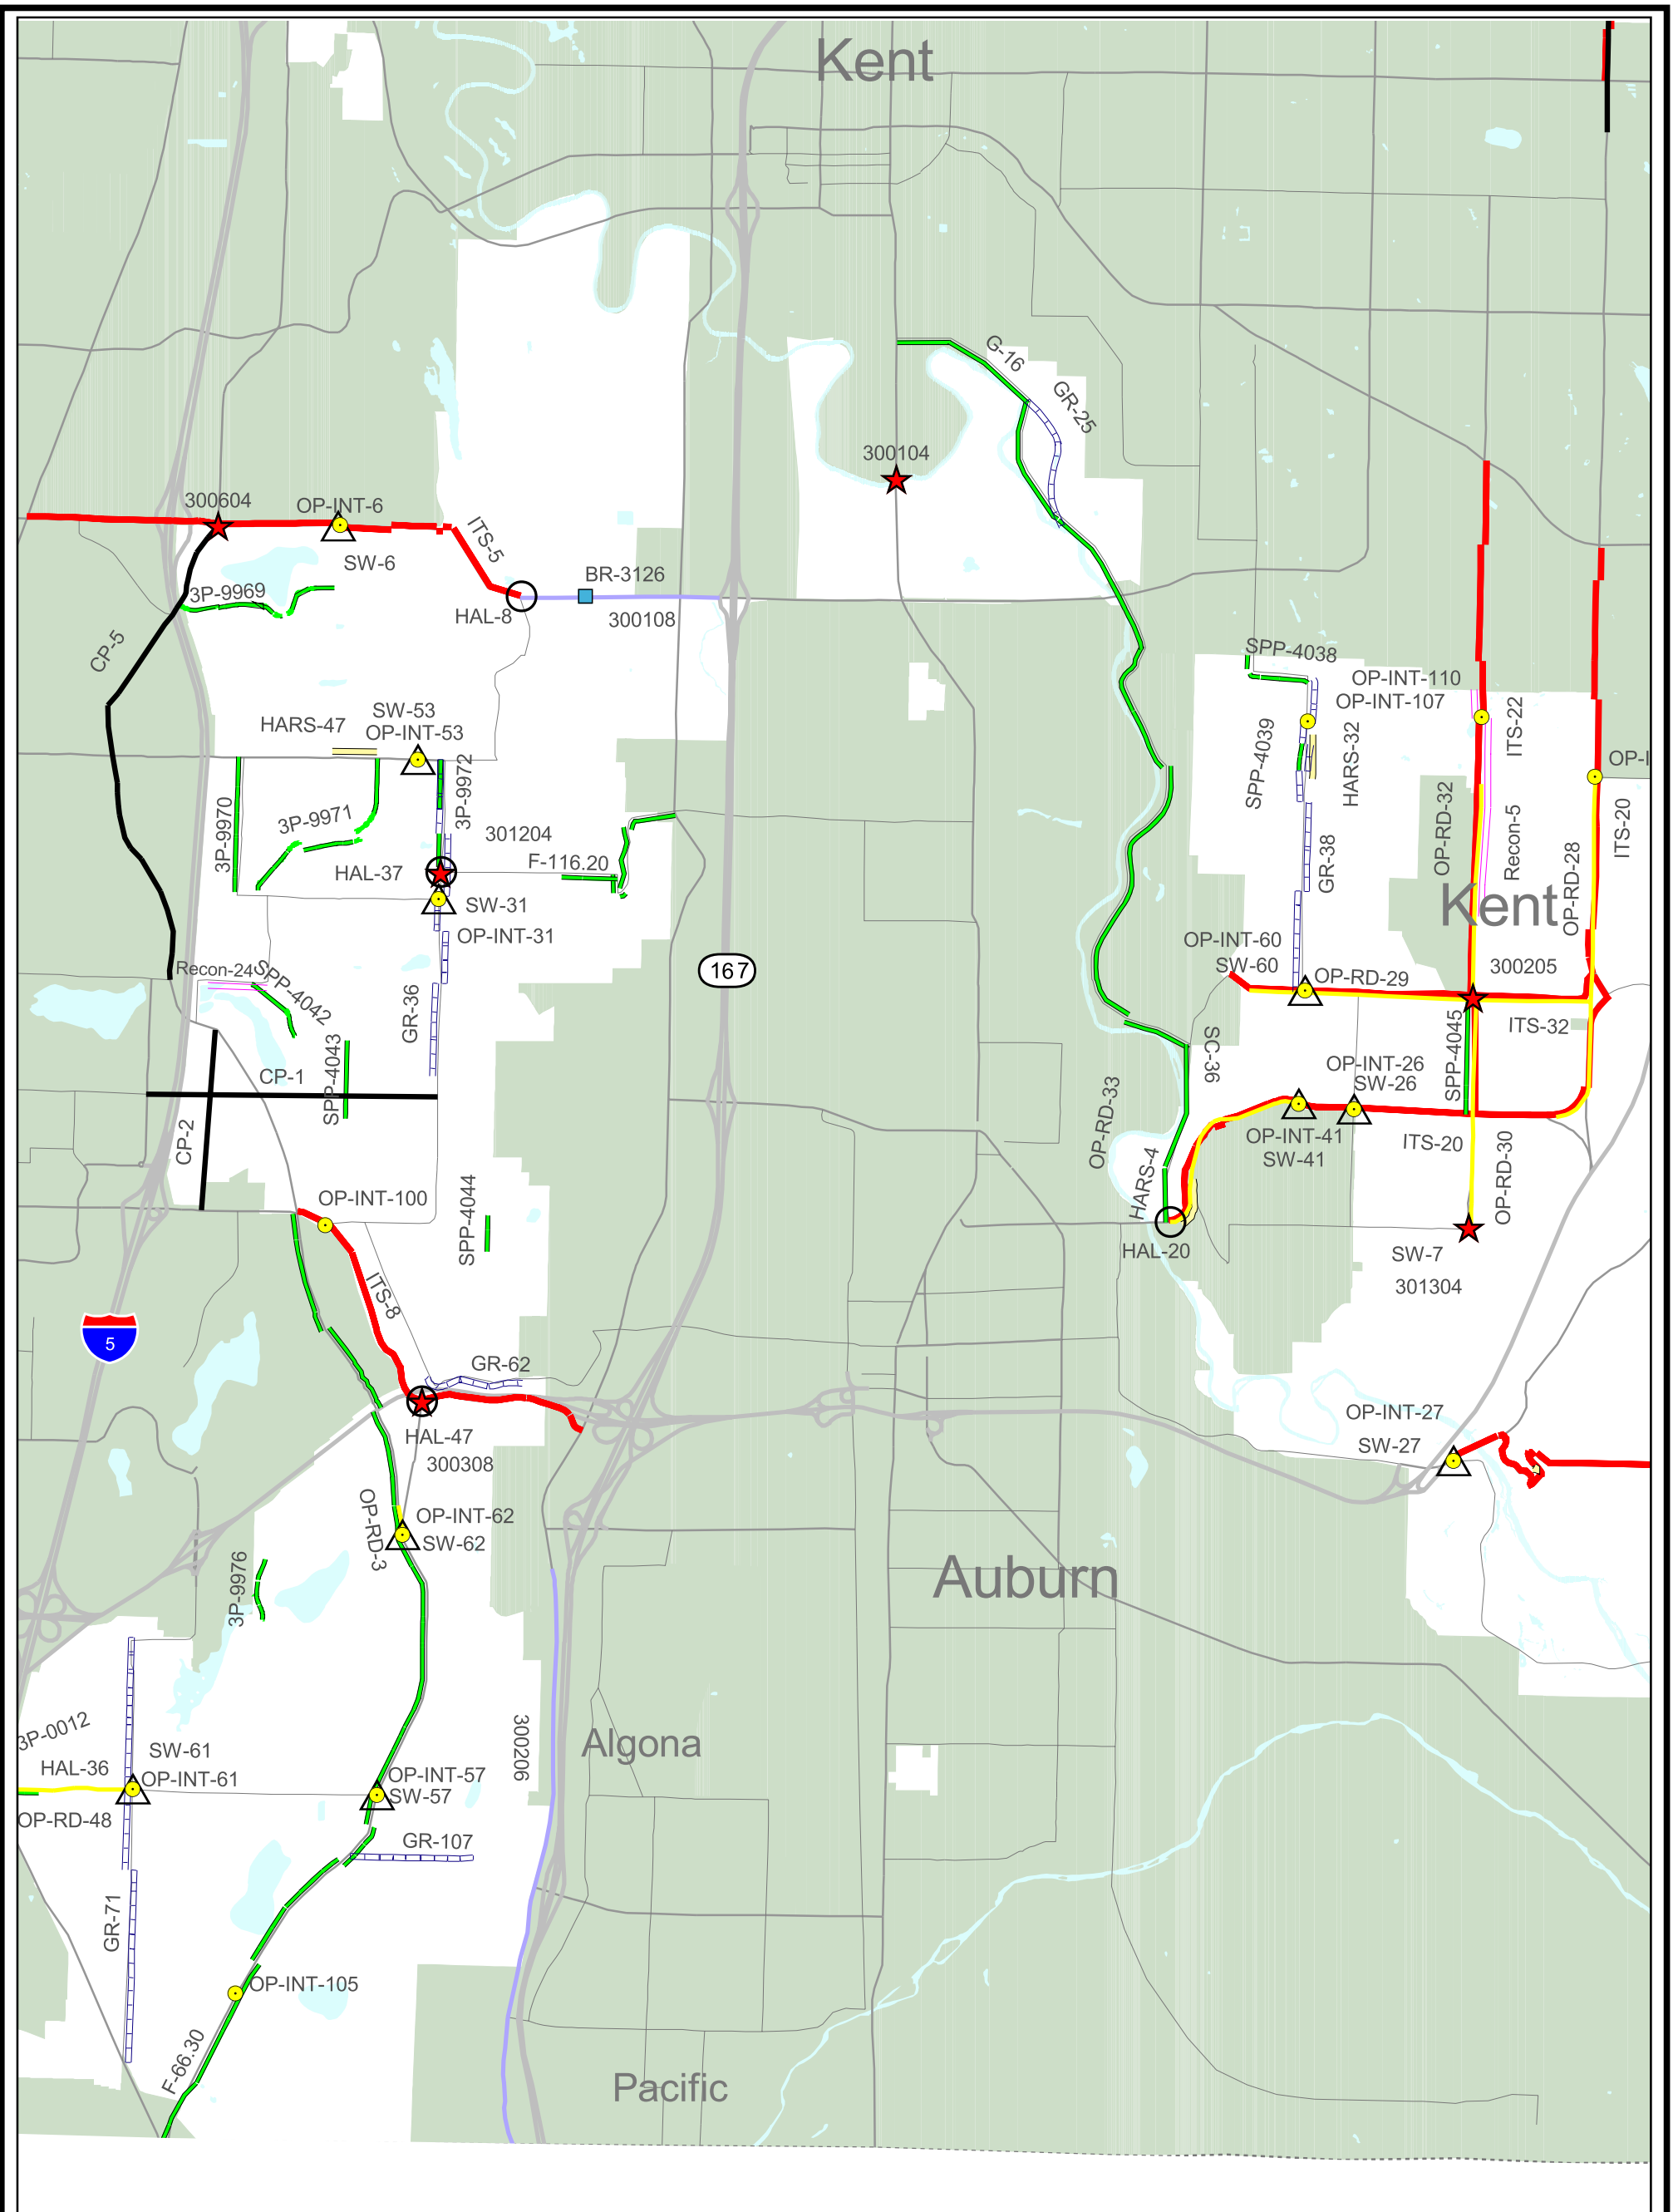 Kent
G-16
GR-25
300104
300604
OP-INT-6
ITS-5
SW-6
BR-3126
3P-9969
HAL-8
300108
CP-5
SPP-4038
OP-INT-110
OP-INT-107
SW-53
HARS-47
OP-INT-53
ITS-22
SPP-4039
HARS-32
OP-I
3P-9972
3P-9970
3P-9971
301204
OP-RD-32
Recon-5
ITS-20
F-116.20
HAL-37
GR-38
OP-RD-28
SW-31
Kent
OP-INT-31
OP-INT-60
SW-60
OP-RD-29
300205
167
Recon-24
SPP-4042
GR-36
ITS-32
SPP-4043
SC-36
SPP-4045
OP-INT-26
SW-26
CP-1
CP-2
OP-RD-33
OP-INT-41
SW-41
ITS-20
OP-RD-30
HARS-4
OP-INT-100
SPP-4044
HAL-20
SW-7
301304
ITS-8
5
GR-62
OP-INT-27
SW-27
HAL-47
300308
OP-RD-3
OP-INT-62
SW-62
Auburn
3P-9976
3P-0012
300206
Algona
SW-61
HAL-36
OP-INT-61
OP-INT-57
SW-57
OP-RD-48
GR-107
GR-71
OP-INT-105
F-66.30
Pacific